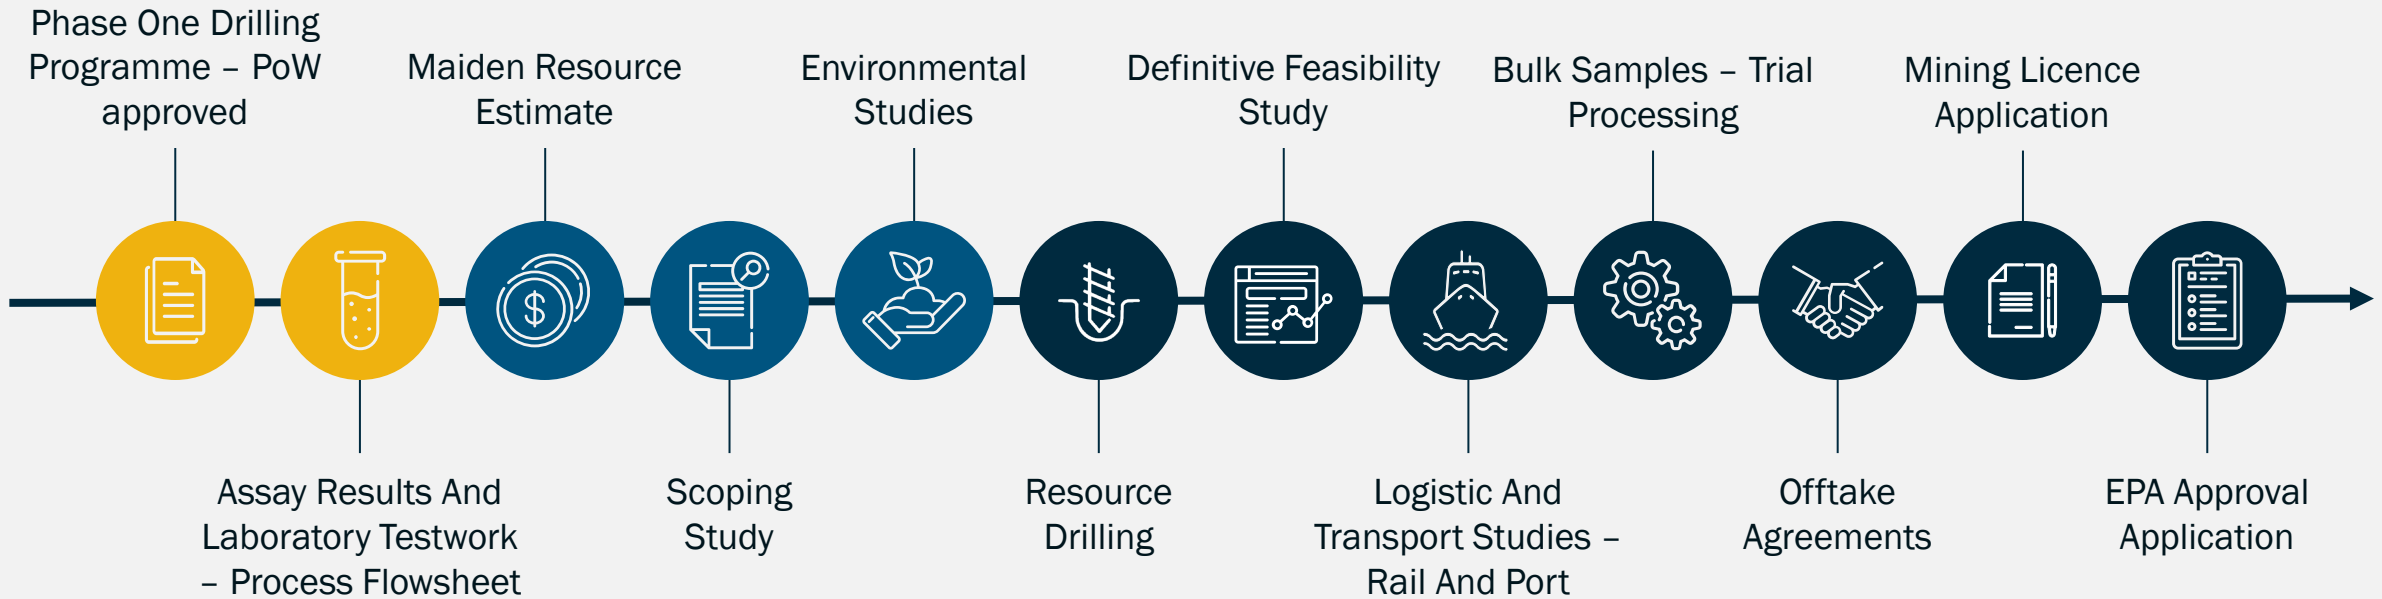 Phase One Drilling
Programme – PoW
approved
Assay Results And
Laboratory Testwork
– Process Flowsheet
Maiden Resource
Estimate
$
Scoping
Study
Environmental
Studies
Resource
Drilling
Definitive Feasibility
Study
Logistic And
Transport Studies –
Rail And Port
Bulk Samples – Trial
Processing
Offtake
Agreements
Mining Licence
Application
EPA Approval
Application